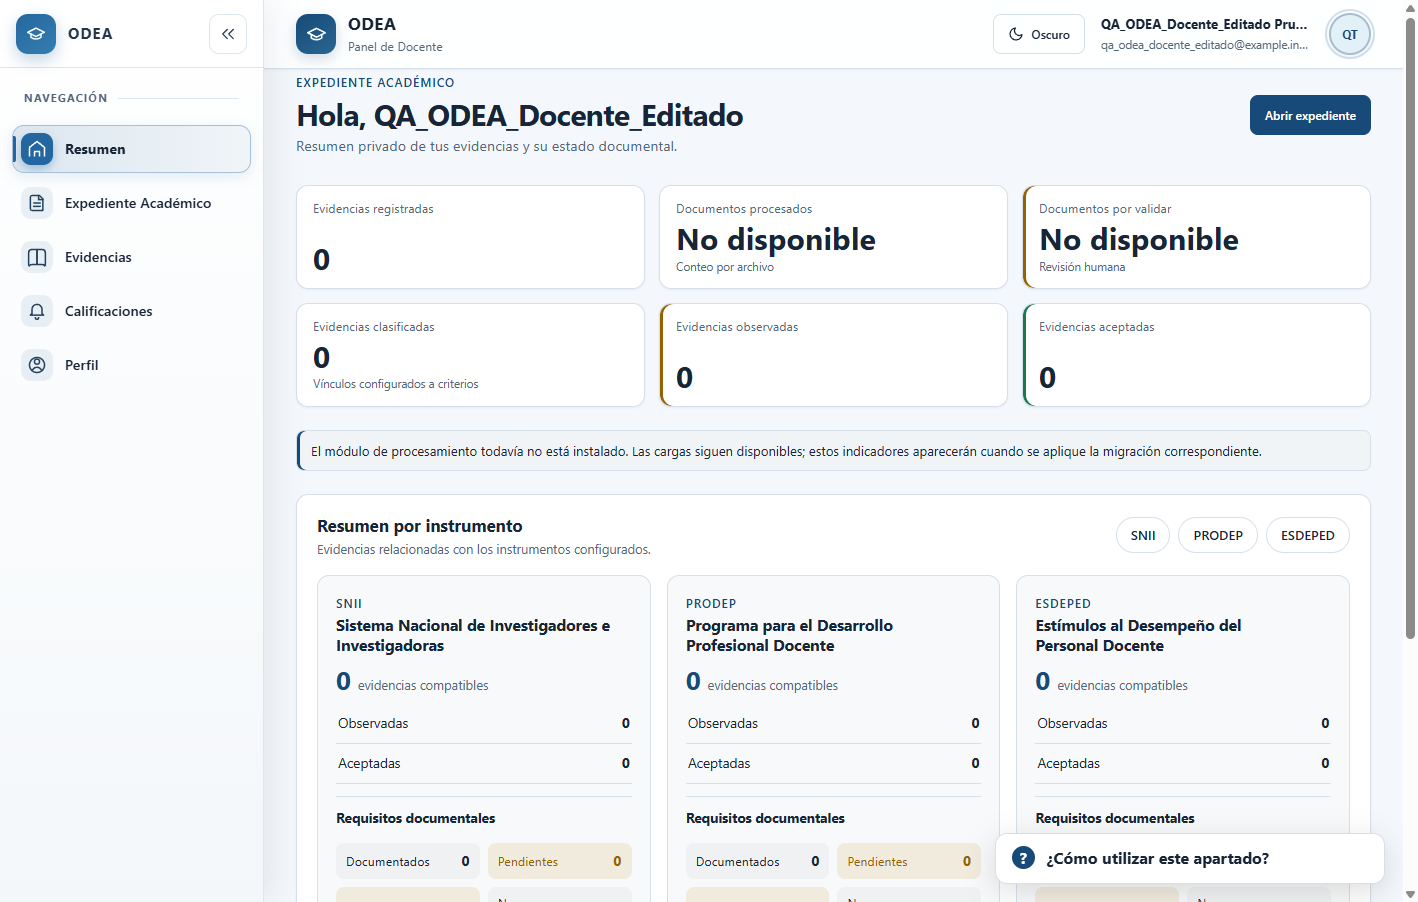 ODEA
NAVEGACIÓN
Resumen
Expediente Académico
Evidencias
Calificaciones
Perfil
ODEA
Panel de Docente
Oscuro
QA_ODEA_Docente_Editado Pru...
qa_odea_docente_editado@example.in...
QT
EXPEDIENTE ACADÉMICO
Hola, QA_ODEA_Docente_Editado
Resumen privado de tus evidencias y su estado documental.
Abrir expediente
Evidencias registradas
0
Documentos procesados
No disponible
Conteo por archivo
Documentos por validar
No disponible
Revisión humana
Evidencias clasificadas
0
Vínculos configurados a criterios
Evidencias observadas
0
Evidencias aceptadas
0
El módulo de procesamiento todavía no está instalado. Las cargas siguen disponibles; estos indicadores aparecerán cuando se aplique la migración correspondiente.
Resumen por instrumento
Evidencias relacionadas con los instrumentos configurados.
SNII
PRODEP
ESDEPED
SNII
Sistema Nacional de Investigadores e
Investigadoras
0 evidencias compatibles
Observadas 0
Aceptadas 0
Requisitos documentales
Documentados 0
Pendientes 0
PRODEP
Programa para el Desarrollo
Profesional Docente
0 evidencias compatibles
Observadas 0
Aceptadas 0
Requisitos documentales
Documentados 0
Pendientes 0
ESDEPED
Estímulos al Desempeño del
Personal Docente
0 evidencias compatibles
Observadas 0
Aceptadas 0
Requisitos documentales
? ¿Cómo utilizar este apartado?